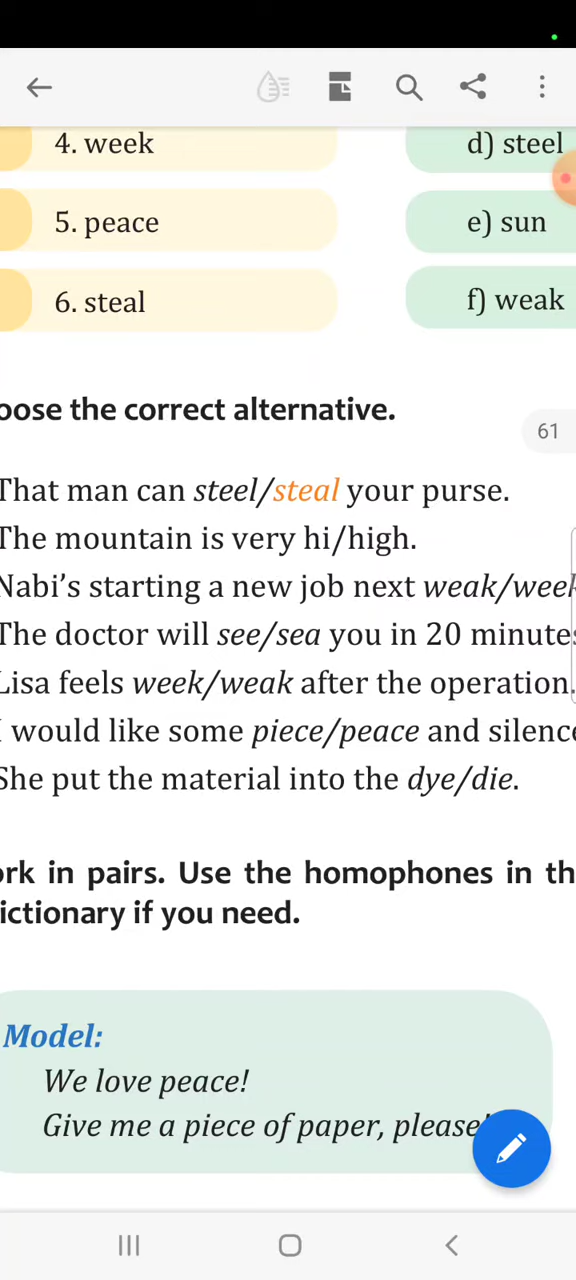 4. week
d) steel
5. peace
e) sun
6. steal
f) weak
oose the correct alternative.
61
That man can steel/steal your purse.
The mountain is very hi/high.
Nabi's starting a new job next weak/week
The doctor will see/sea you in 20 minutes
Lisa feels week/weak after the operation.
I would like some piece/peace and silence
She put the material into the dye/die.
ork in pairs. Use the homophones in th
ictionary if you need.
Model:
We love peace!
Give me a piece of paper, please!